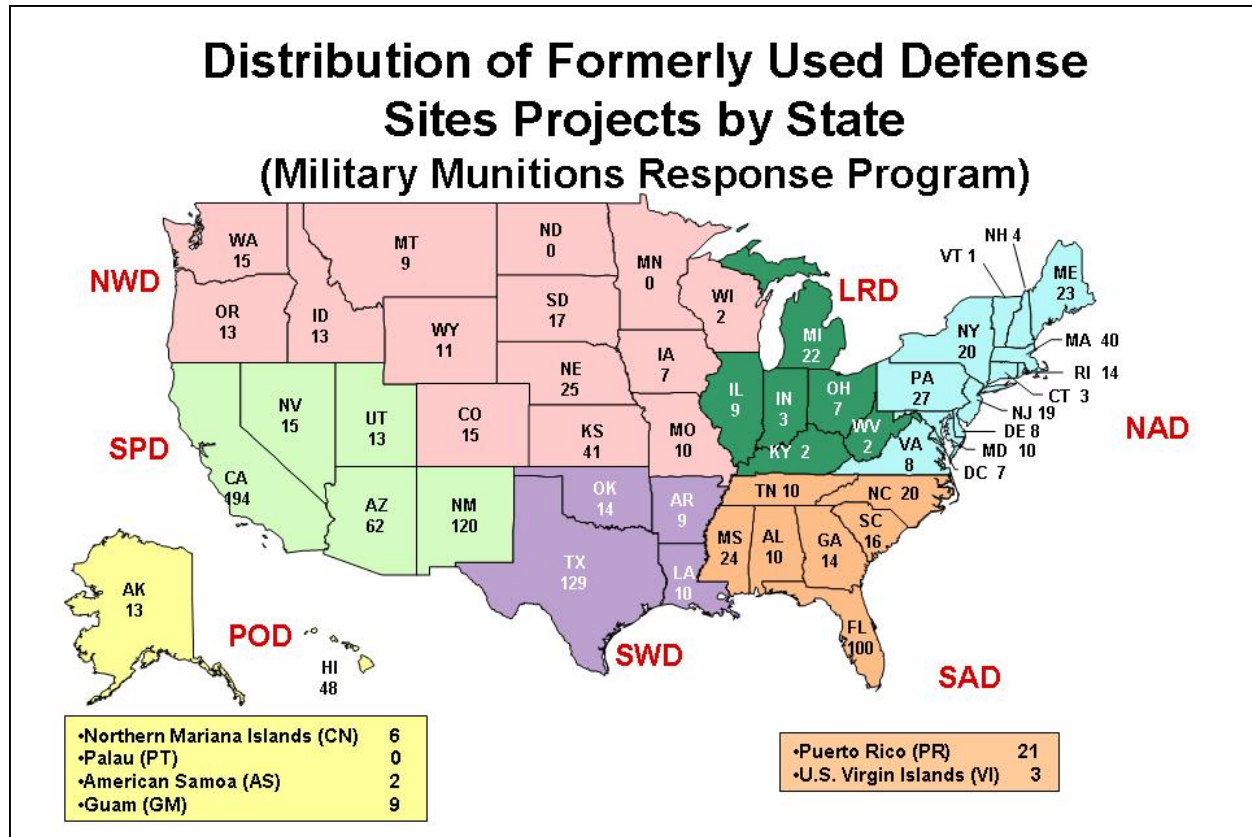 Distribution of Formerly Used Defense
Sites Projects by State
(Military Munitions Response Program)
NWD
WA
15
MT
9
ND
0
MN
0
OR
13
ID
13
WY
11
SD
17
WI
2
NE
25
IA
7
CO
15
KS
41
MO
10
LRD
MI
22
IL
9
IN
3
OH
7
WV
2
KY 2
NAD
VT 1
NH 4
ME
23
NY
20
MA 40
RI 14
CT 3
PA
27
NJ 19
DE 8
MD 10
DC 7
VA
8
SPD
NV
15
UT
13
CA
194
AZ
62
NM
120
SWD
OK
14
AR
9
TX
129
LA
10
SAD
TN 10
NC 20
SC
16
MS
24
AL
10
GA
14
FL
100
POD
AK
13
HI
48
•Northern Mariana Islands (CN) 6
•Palau (PT) 0
•American Samoa (AS) 2
•Guam (GM) 9
•Puerto Rico (PR) 21
•U.S. Virgin Islands (VI) 3